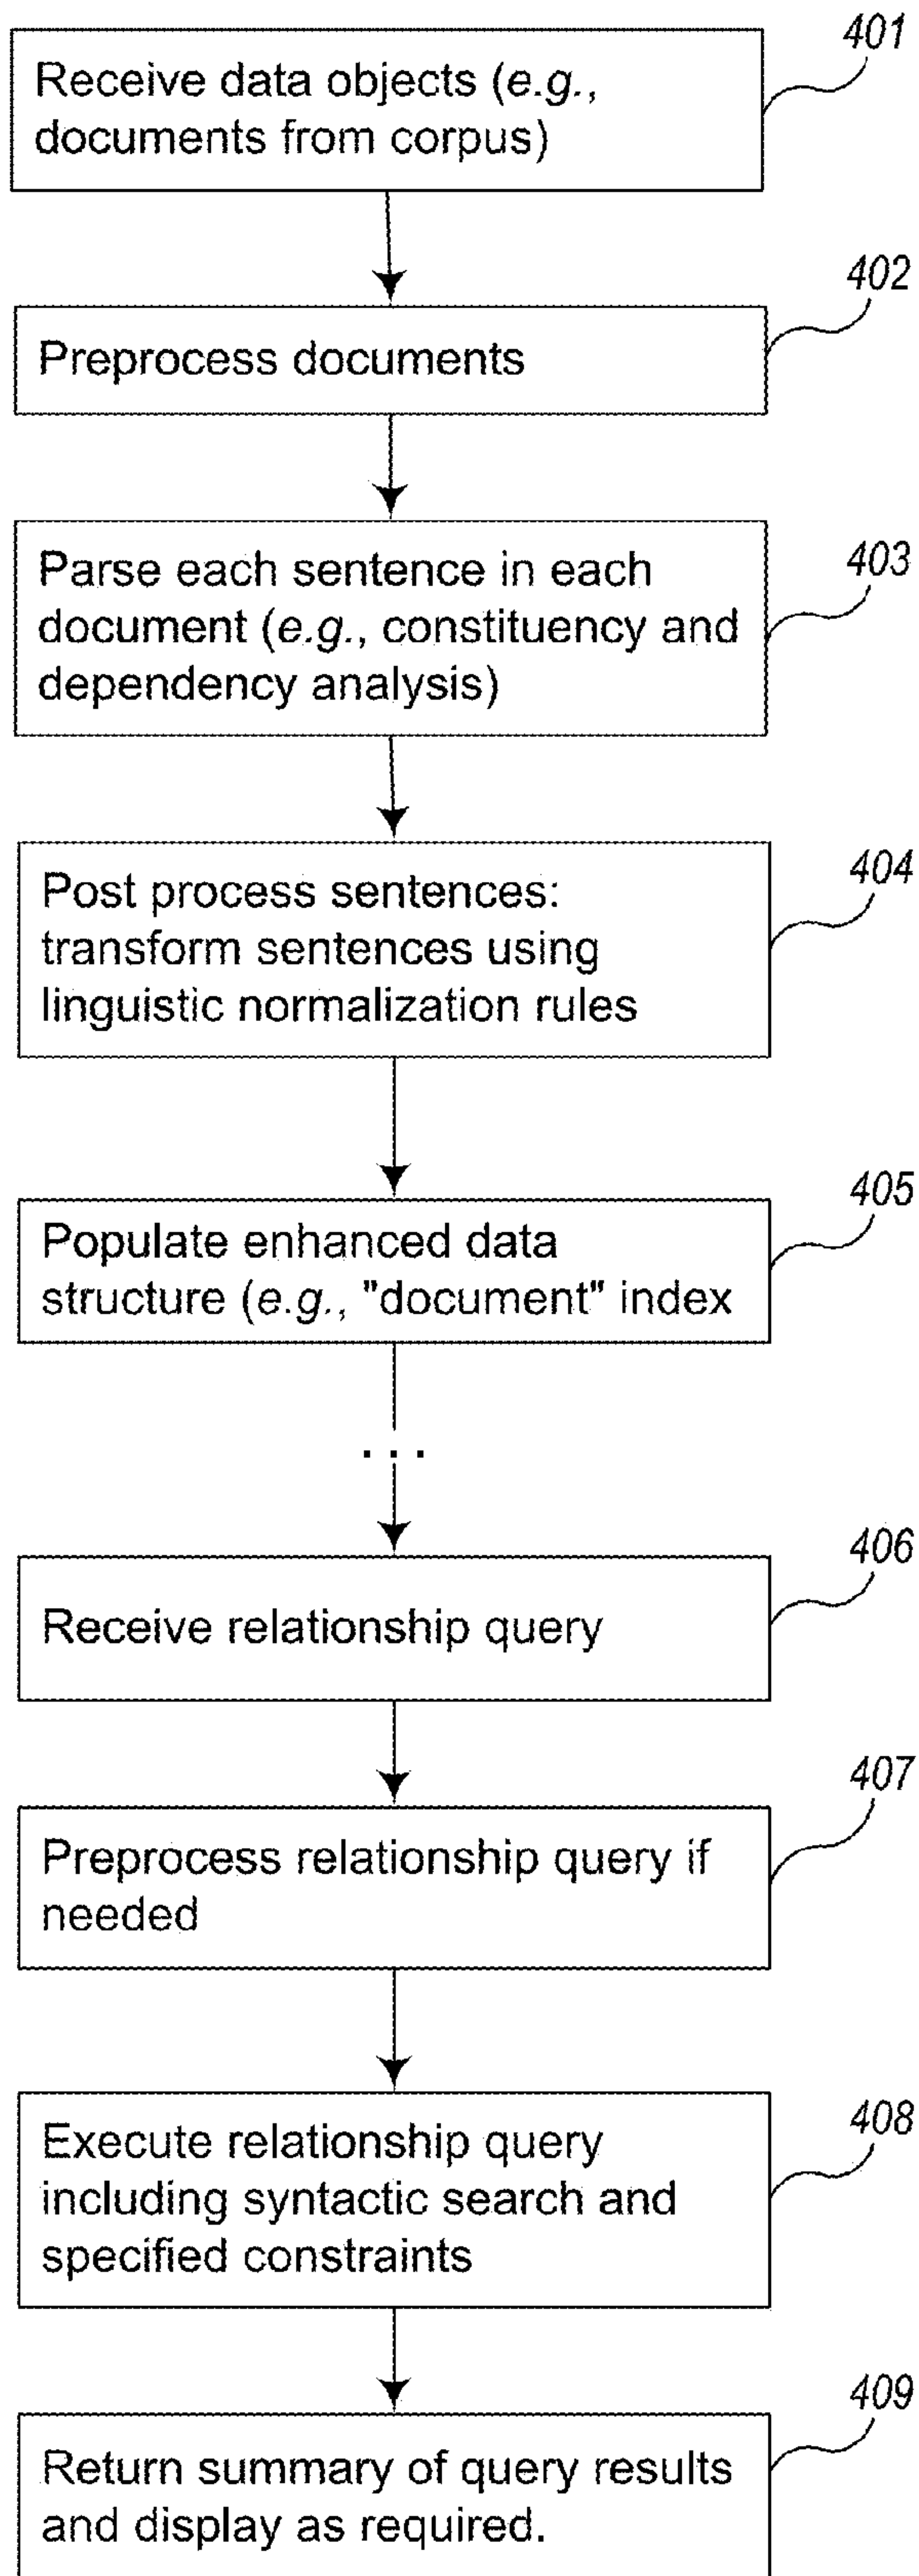 401
Receive data objects (e.g.,
documents from corpus)
402
Preprocess documents
403
Parse each sentence in each
document (e.g., constituency and
dependency analysis)
404
Post process sentences:
transform sentences using
linguistic normalization rules
405
Populate enhanced data
structure (e.g., "document" index
...
406
Receive relationship query
407
Preprocess relationship query if
needed
408
Execute relationship query
including syntactic search and
specified constraints
409
Return summary of query results
and display as required.